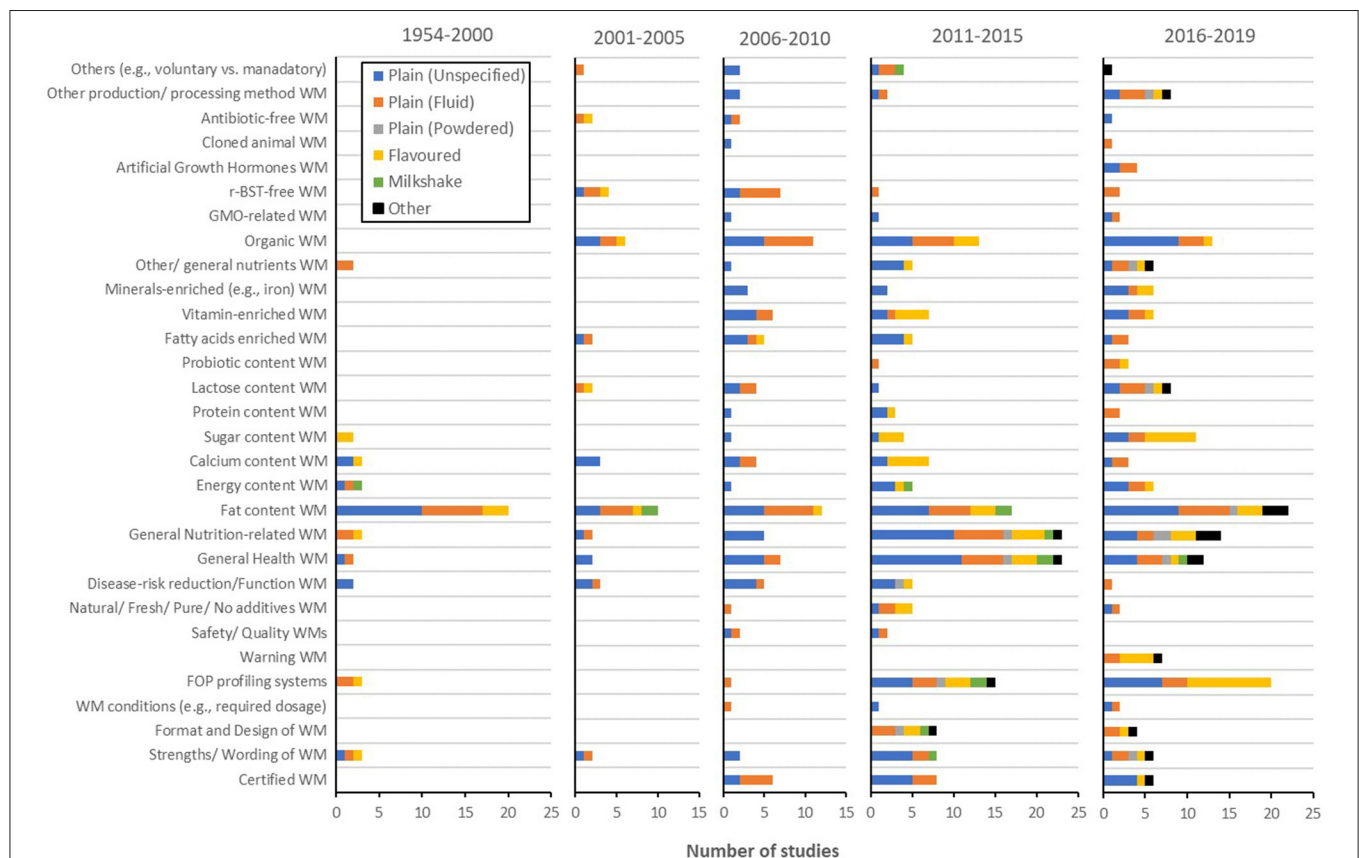 1954-2000
2001-2005
2006-2010
2011-2015
2016-2019
Plain (Unspecified)
Plain (Fluid)
Plain (Powdered)
Flavoured
Milkshake
Other
Others (e.g., voluntary vs. manadatory)
Other production/ processing method WM
Antibiotic-free WM
Cloned animal WM
Artificial Growth Hormones WM
r-BST-free WM
GMO-related WM
Organic WM
Other/ general nutrients WM
Minerals-enriched (e.g., iron) WM
Vitamin-enriched WM
Fatty acids enriched WM
Probiotic content WM
Lactose content WM
Protein content WM
Sugar content WM
Calcium content WM
Energy content WM
Fat content WM
General Nutrition-related WM
General Health WM
Disease-risk reduction/Function WM
Natural/ Fresh/ Pure/ No additives WM
Safety/ Quality WMs
Warning WM
FOP profiling systems
WM conditions (e.g., required dosage)
Format and Design of WM
Strengths/ Wording of WM
Certified WM
0 5 10 15 20 25
0 5 10 15
0 5 10 15
0 5 10 15 20 25
0 5 10 15 20 25
Number of studies